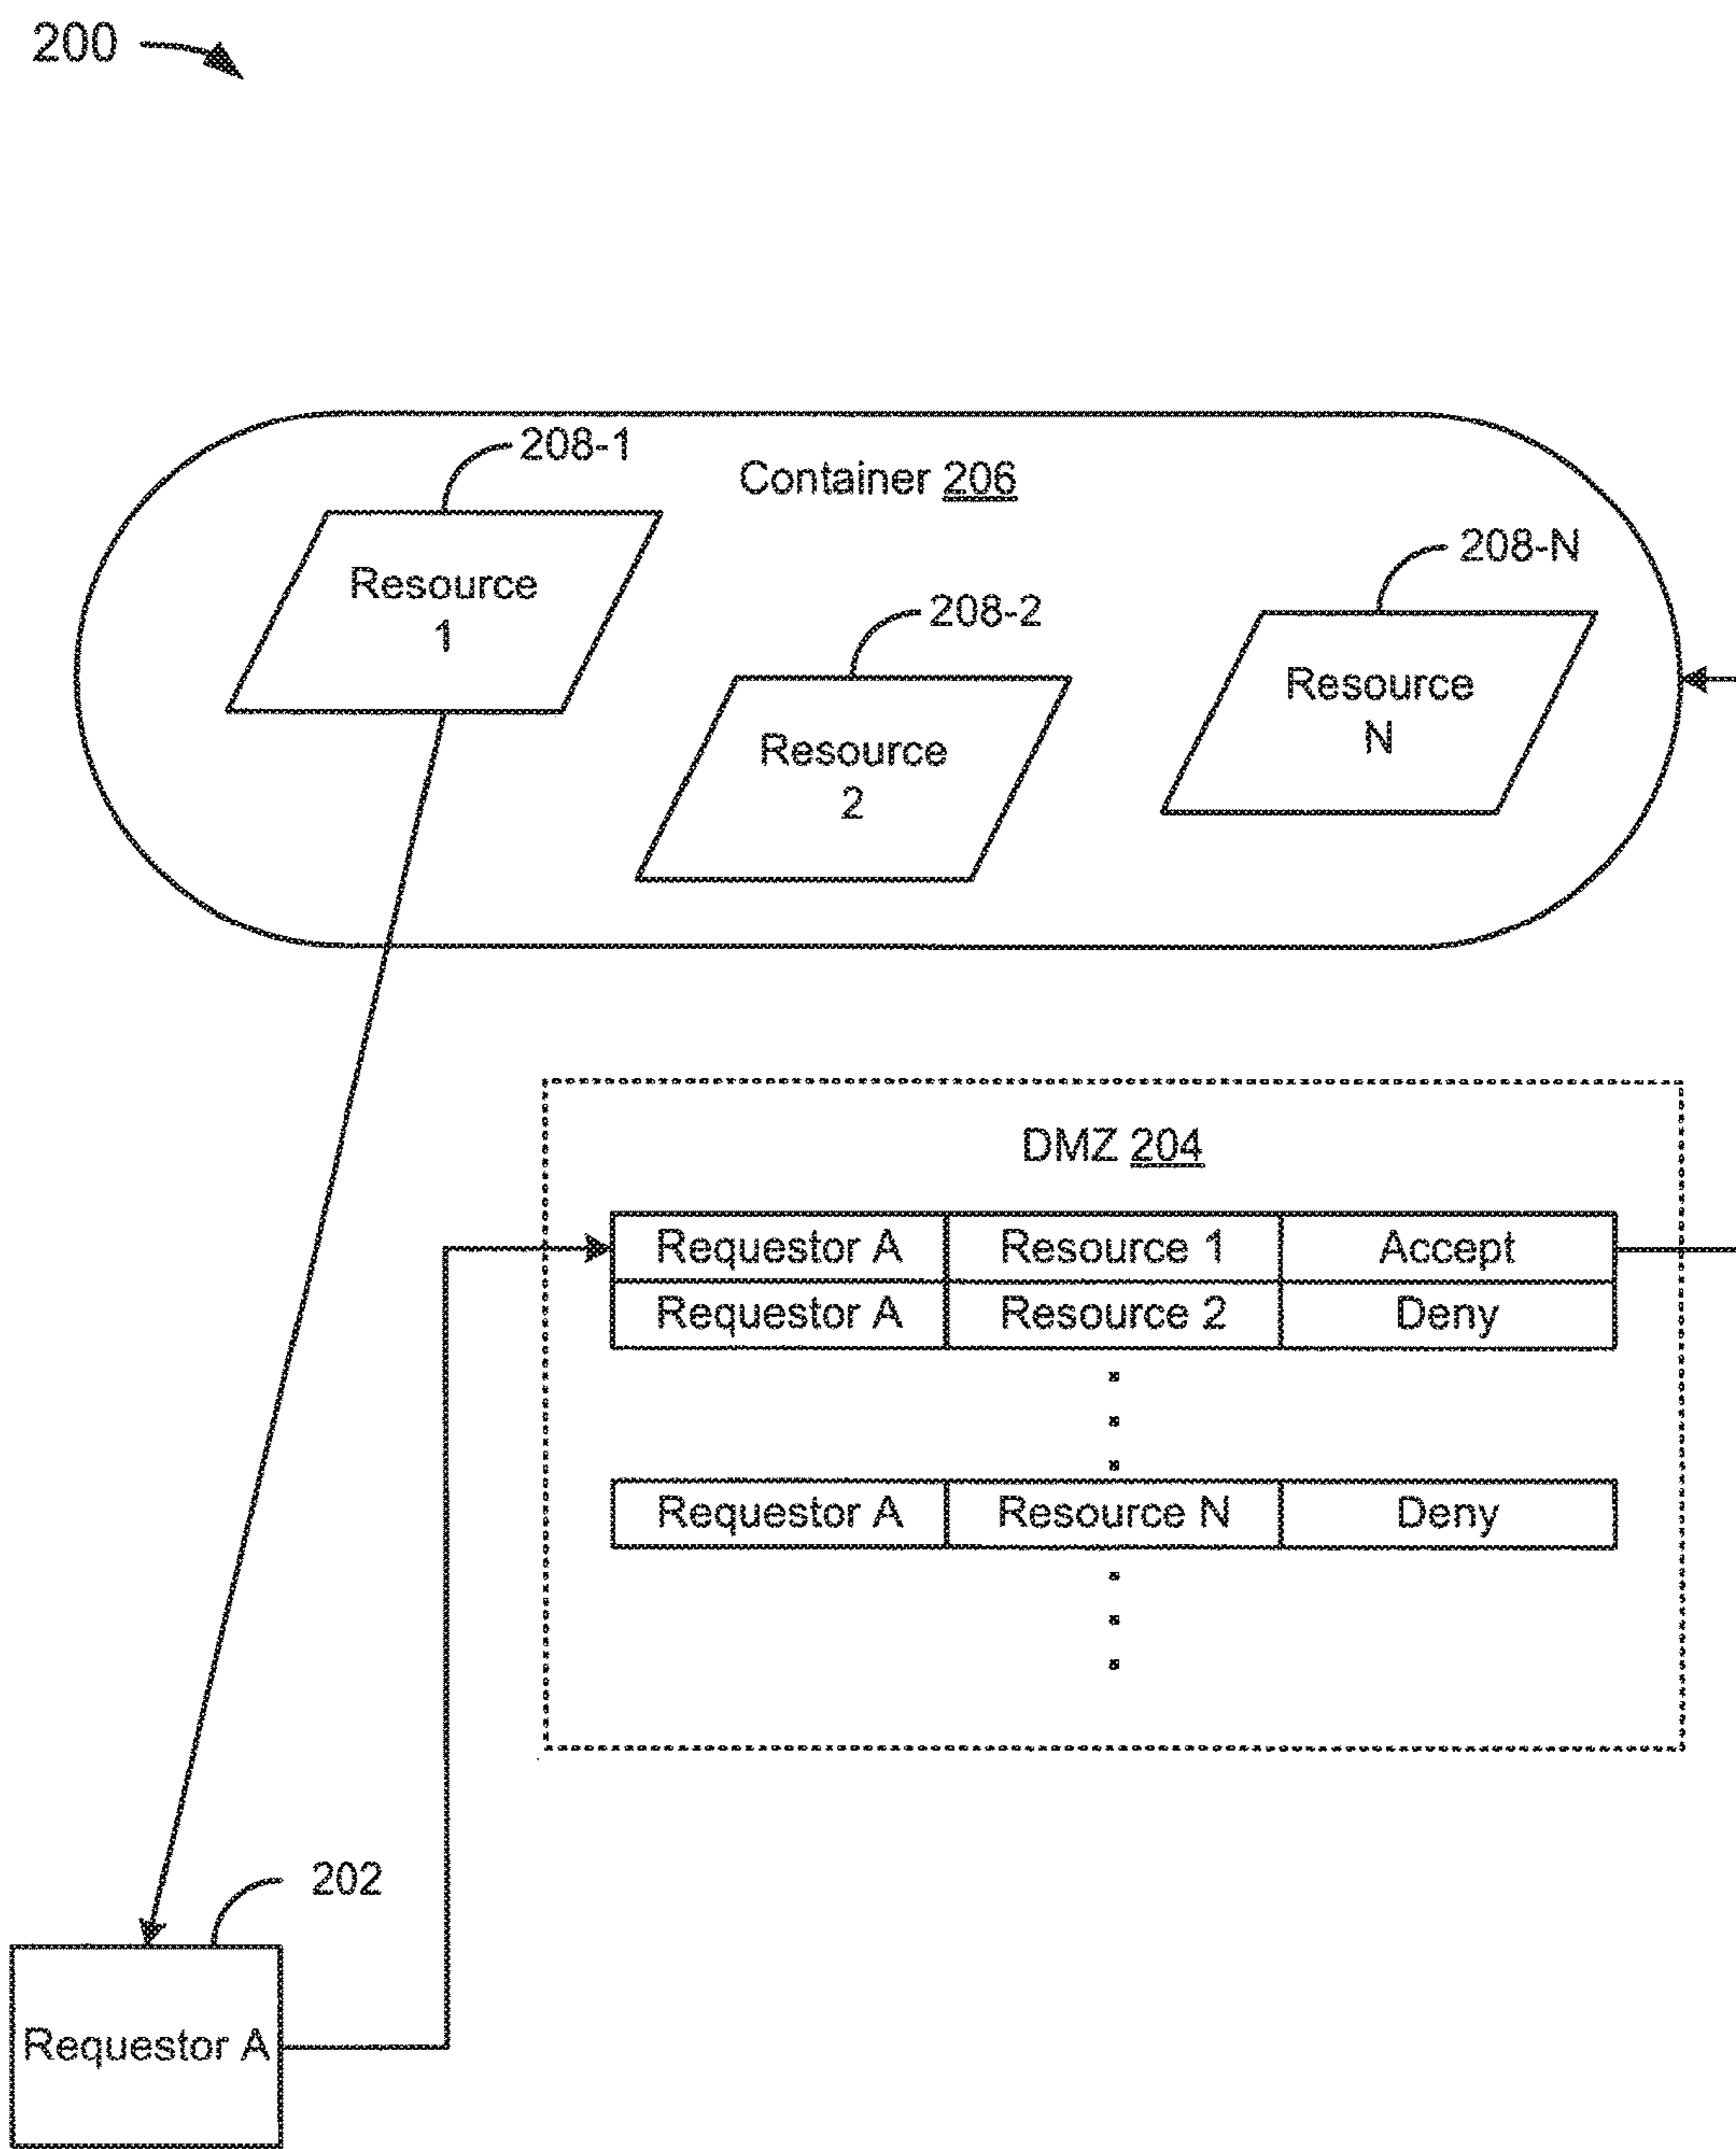 200
208-1
Container 206
208-N
Resource
1
208-2
Resource
N
Resource
2
DMZ 204
Requestor A Resource 1 Accept
Requestor A Resource 2 Deny
Requestor A Resource N Deny
202
Requestor A